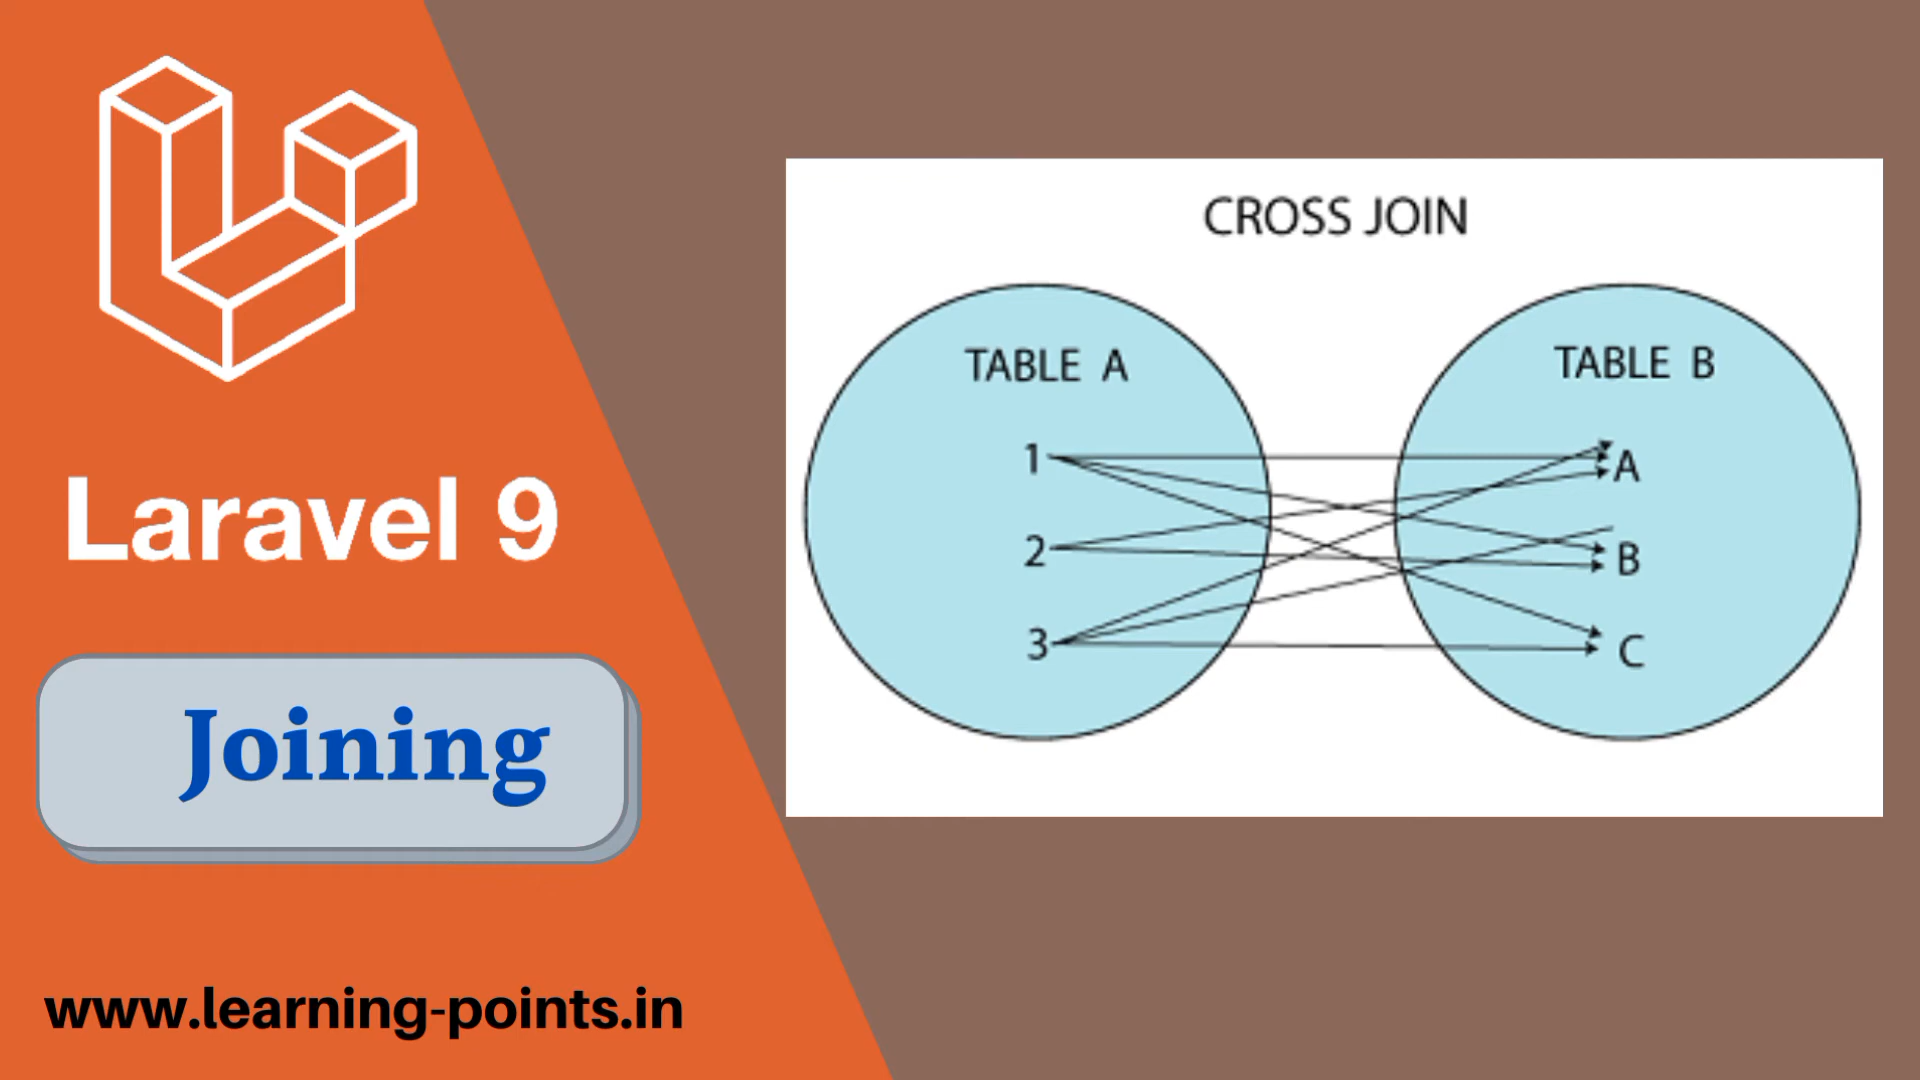 Laravel 9
Joining
www.learning-points.in
CROSS JOIN
TABLE A
TABLE B
1
A
2
B
3
C